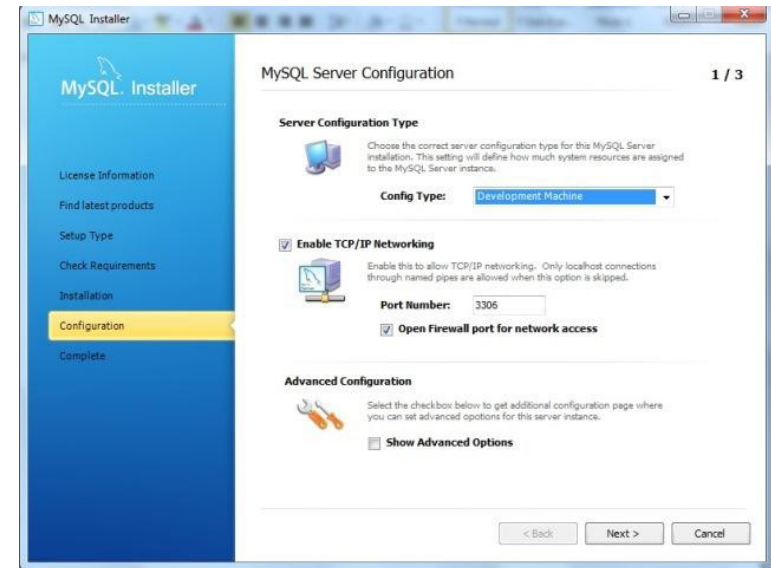 MySQL Installer
MySQL. Installer
License Information
Find latest products
Setup Type
Check Requirements
Installation
Configuration
Complete
MySQL Server Configuration
1 / 3
Server Configuration Type
Choose the correct server configuration type for this MySQL Server
installation. This setting will define how much system resources are assigned
to the MySQL Server instance.
Config Type:
Development Machine
Enable TCP/IP Networking
Enable this to allow TCP/IP networking. Only localhost connections
through named pipes are allowed when this option is skipped.
Port Number:
3306
Open Firewall port for network access
Advanced Configuration
Select the checkbox below to get additional configuration page where
you can set advanced opotions for this server instance.
Show Advanced Options
< Back
Next >
Cancel